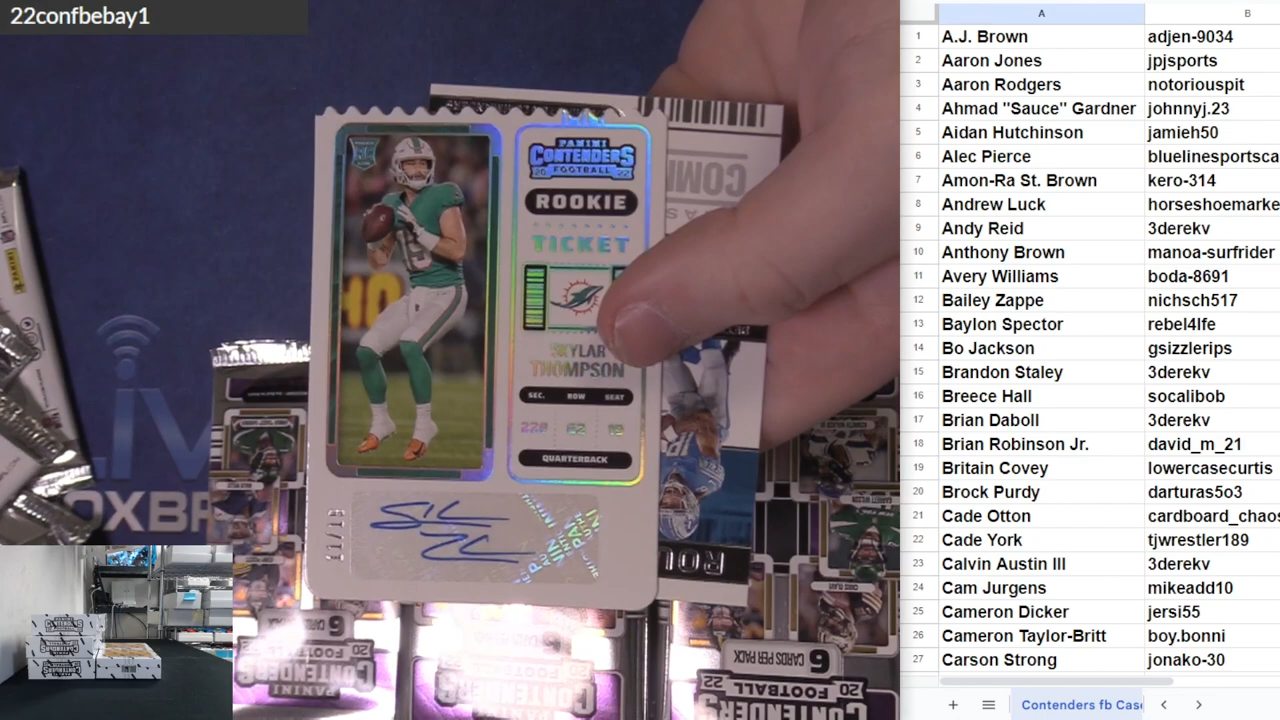 22confbebay1
PANINI
CONTENDERS
FOOTBALL
22
ROOKIE
TICKET
SKYLAR
THOMPSON
SEC. ROW SEAT
QUARTERBACK
6 CARDS PER PACK
CONTENDERS
FOOTBALL
PANINI
A B
1 A.J. Brown adjen-9034
2 Aaron Jones jpjsports
3 Aaron Rodgers notoriouspit
4 Ahmad "Sauce" Gardner johnnyj.23
5 Aidan Hutchinson jamieh50
6 Alec Pierce bluelinesportsca
7 Amon-Ra St. Brown kero-314
8 Andrew Luck horseshoemarke
9 Andy Reid 3derekv
10 Anthony Brown manoa-surfrider
11 Avery Williams boda-8691
12 Bailey Zappe nichsch517
13 Baylon Spector rebel4lfe
14 Bo Jackson gsizzlerips
15 Brandon Staley 3derekv
16 Breece Hall socalibob
17 Brian Daboll 3derekv
18 Brian Robinson Jr. david_m_21
19 Britain Covey lowercasecurtis
20 Brock Purdy darturas5o3
21 Cade Otton cardboard_chaos
22 Cade York tjwrestler189
23 Calvin Austin III 3derekv
24 Cam Jurgens mikeadd10
25 Cameron Dicker jersi55
26 Cameron Taylor-Britt boy.bonni
27 Carson Strong jonako-30
Contenders fb Case